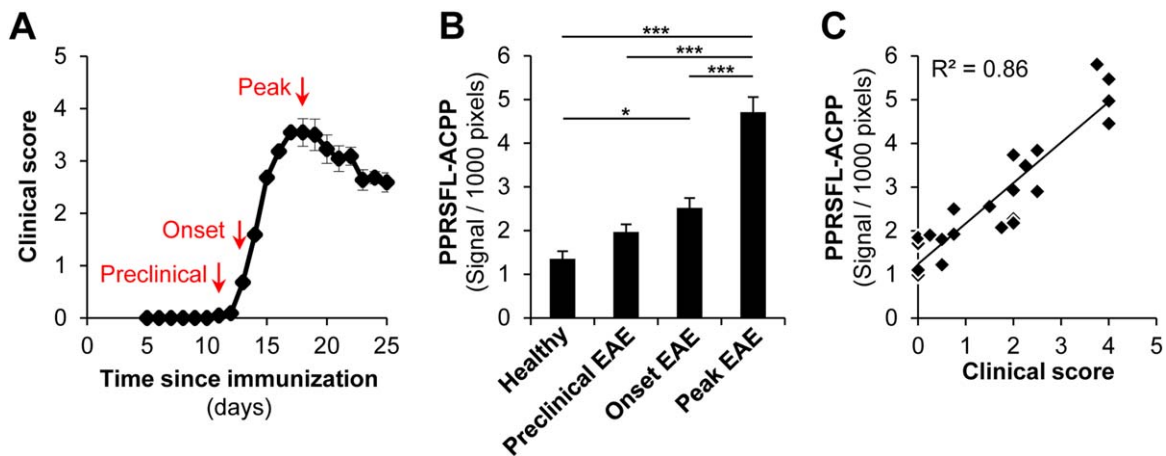 A
Clinical score
5
4
3
2
1
0
Peak
Onset
Preclinical
0 5 10 15 20 25
Time since immunization
(days)
B
PPRSFL-ACPP
(Signal / 1000 pixels)
6
5
4
3
2
1
0
***
***
***
*
Healthy
Preclinical EAE
Onset EAE
Peak EAE
C
PPRSFL-ACPP
(Signal / 1000 pixels)
6
5
4
3
2
1
0
R² = 0.86
0 1 2 3 4 5
Clinical score